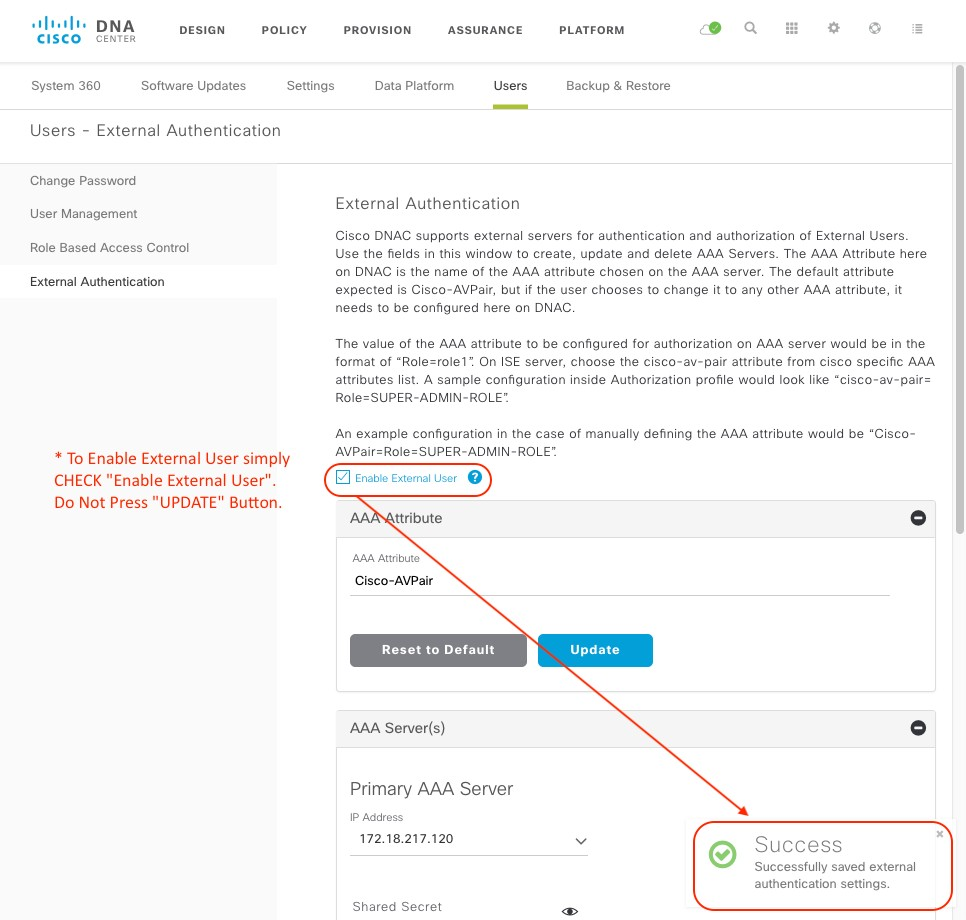 cisco DNA CENTER
DESIGN POLICY PROVISION ASSURANCE PLATFORM
System 360 Software Updates Settings Data Platform Users Backup & Restore
Users - External Authentication
Change Password
User Management
Role Based Access Control
External Authentication
External Authentication
Cisco DNAC supports external servers for authentication and authorization of External Users.
Use the fields in this window to create, update and delete AAA Servers. The AAA Attribute here
on DNAC is the name of the AAA attribute chosen on the AAA server. The default attribute
expected is Cisco-AVPair, but if the user chooses to change it to any other AAA attribute, it
needs to be configured here on DNAC.
The value of the AAA attribute to be configured for authorization on AAA server would be in the
format of “Role=role1”. On ISE server, choose the cisco-av-pair attribute from cisco specific AAA
attributes list. A sample configuration inside Authorization profile would look like “cisco-av-pair=
Role=SUPER-ADMIN-ROLE”.
An example configuration in the case of manually defining the AAA attribute would be “Cisco-
AVPair=Role=SUPER-ADMIN-ROLE”.
* To Enable External User simply
CHECK "Enable External User".
Do Not Press "UPDATE" Button.
Enable External User ?
AAA Attribute
AAA Attribute
Cisco-AVPair
Reset to Default Update
AAA Server(s)
Primary AAA Server
IP Address
172.18.217.120
Shared Secret
Success
Successfully saved external
authentication settings.